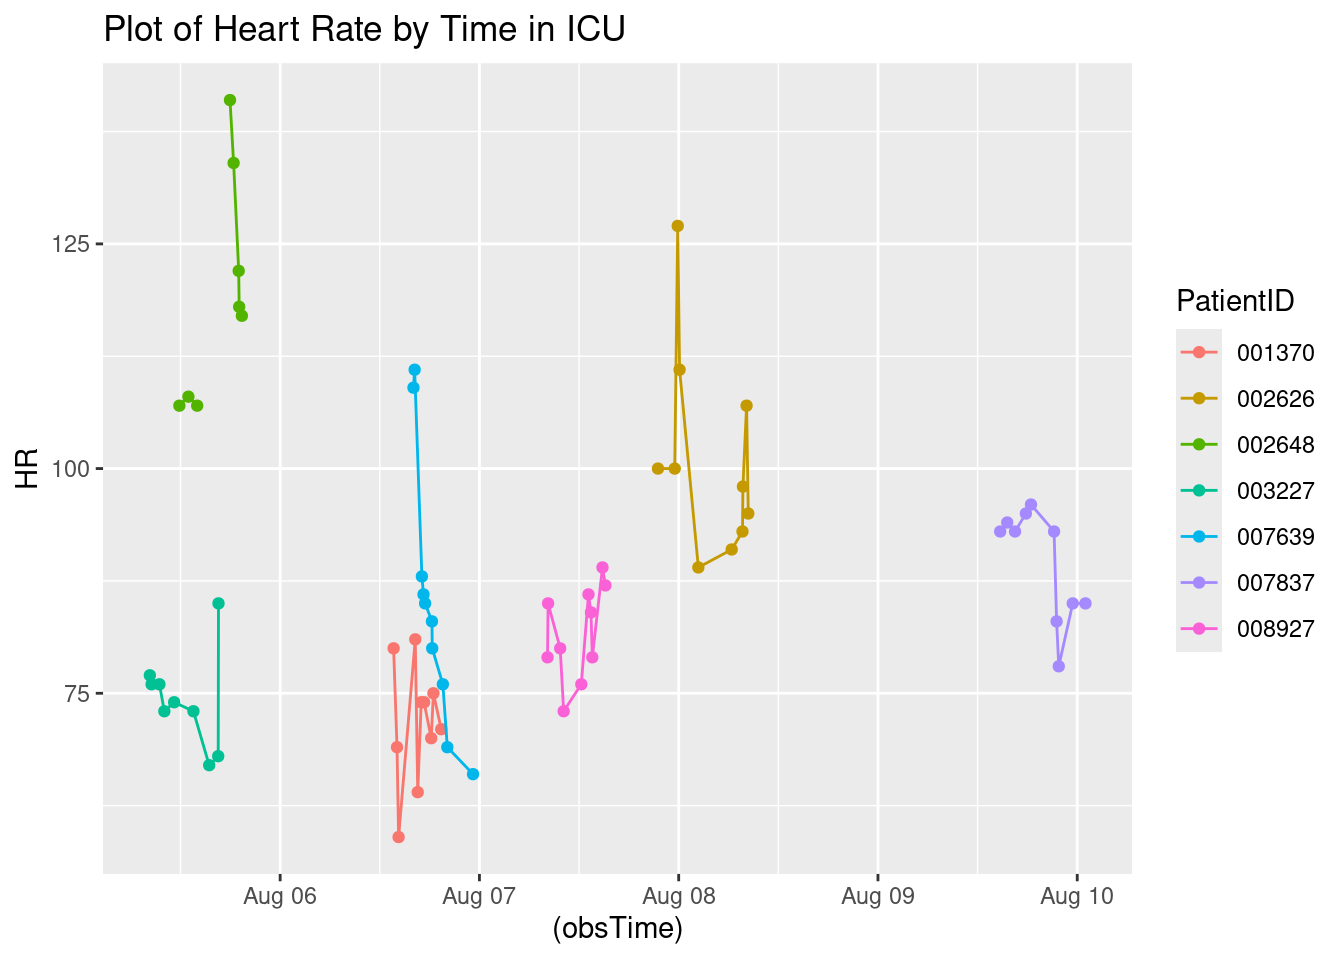 Plot of Heart Rate by Time in ICU
HR
125
100
75
Aug 06
Aug 07
Aug 08
Aug 09
Aug 10
(obsTime)
PatientID
001370
002626
002648
003227
007639
007837
008927